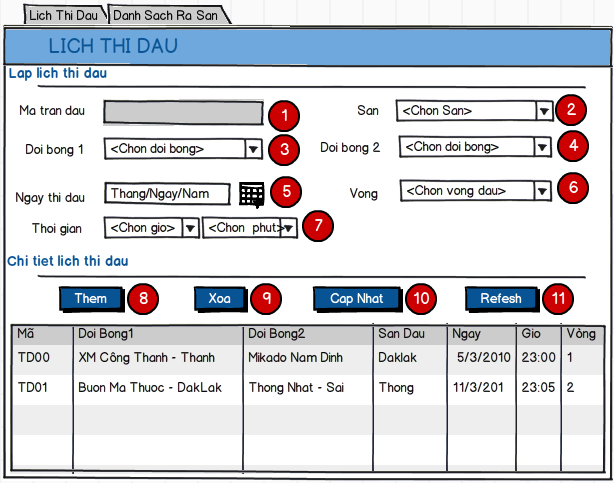 Lich Thi Dau Danh Sach Ra San
LICH THI DAU
Lap lich thi dau
Ma tran dau 1 San <Chon San> 2
Doi bong 1 <Chon doi bong> 3 Doi bong 2 <Chon doi bong> 4
Ngay thi dau Thang/Ngay/Nam 5 Vong <Chon vong dau> 6
Thoi gian <Chon gio> <Chon phut> 7
Chi tiet lich thi dau
Them 8 Xoa 9 Cap Nhat 10 Refesh 11
Mã Doi Bong1 Doi Bong2 San Dau Ngay Gio Vòng
TD00 XM Công Thanh - Thanh Mikado Nam Dinh Daklak 5/3/2010 23:00 1
TD01 Buon Ma Thuoc - DakLak Thong Nhat - Sai Thong 11/3/201 23:05 2